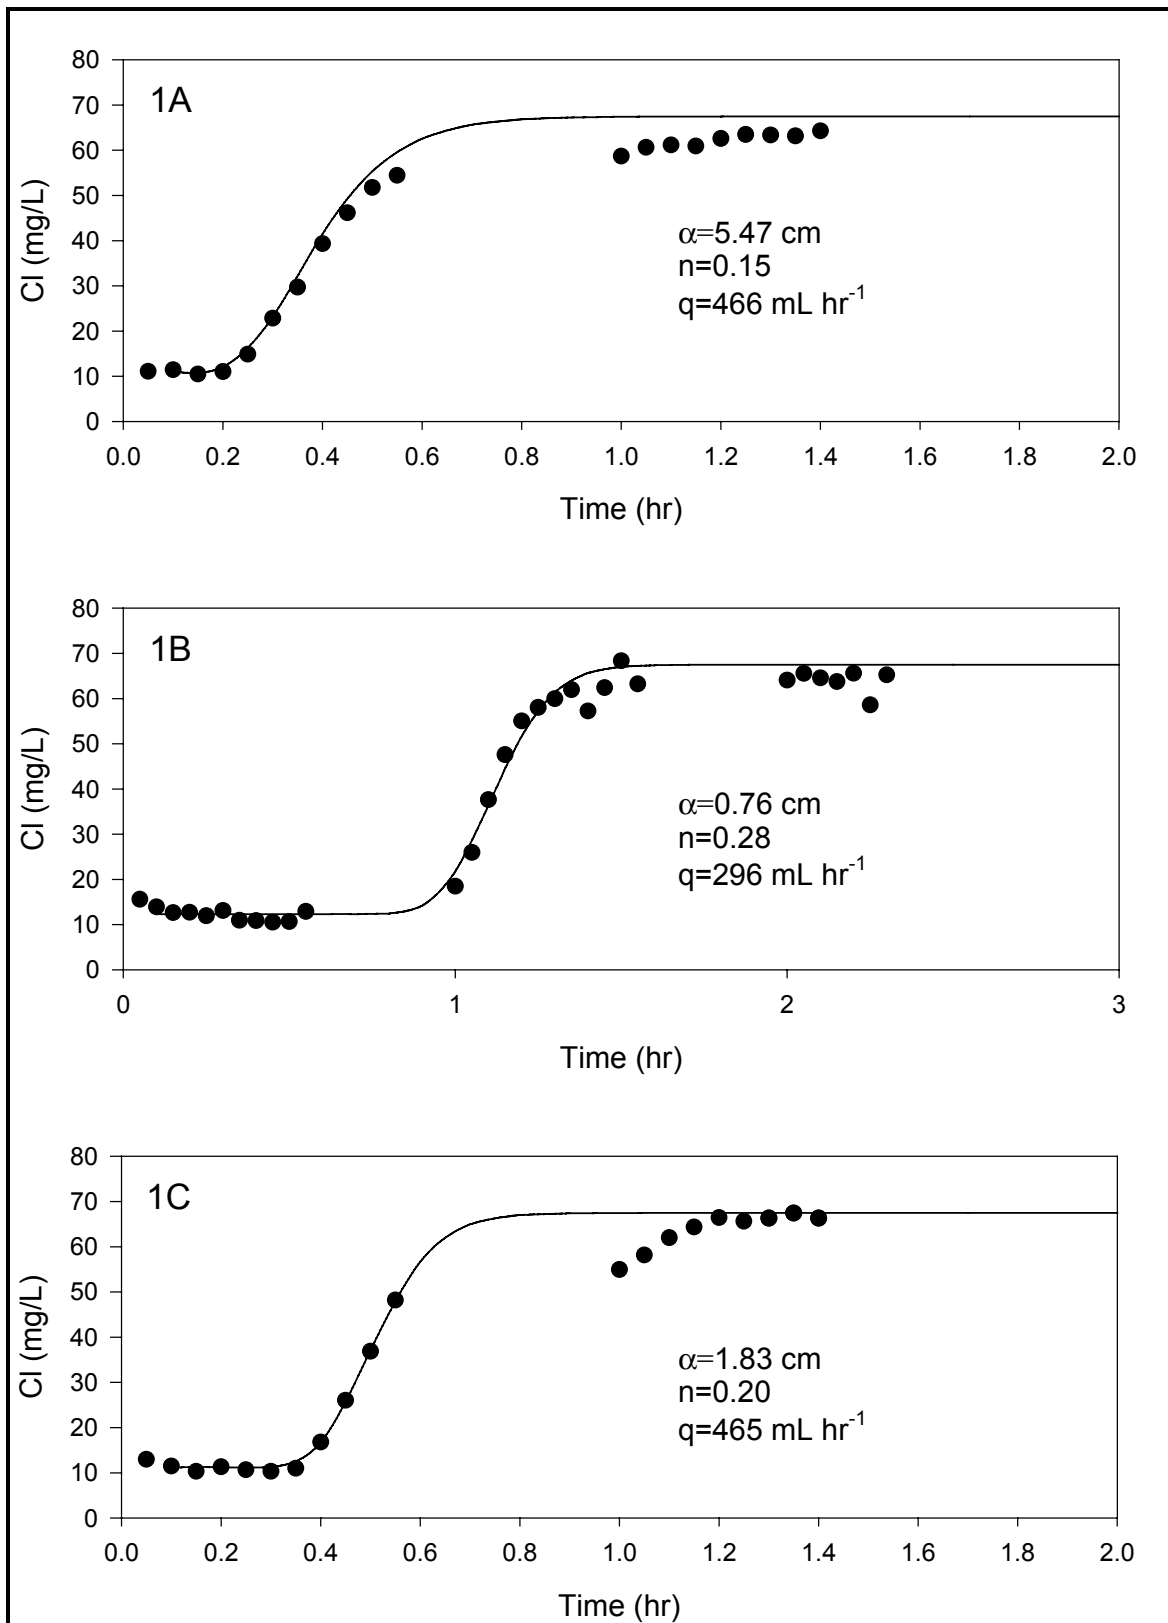 80
1A
70
60
50
40
30
20
10
0
Cl (mg/L)
α=5.47 cm
n=0.15
q=466 mL hr-1
0.0 0.2 0.4 0.6 0.8 1.0 1.2 1.4 1.6 1.8 2.0
Time (hr)
80
1B
70
60
50
40
30
20
10
0
Cl (mg/L)
α=0.76 cm
n=0.28
q=296 mL hr-1
0 1 2 3
Time (hr)
80
1C
70
60
50
40
30
20
10
0
Cl (mg/L)
α=1.83 cm
n=0.20
q=465 mL hr-1
0.0 0.2 0.4 0.6 0.8 1.0 1.2 1.4 1.6 1.8 2.0
Time (hr)